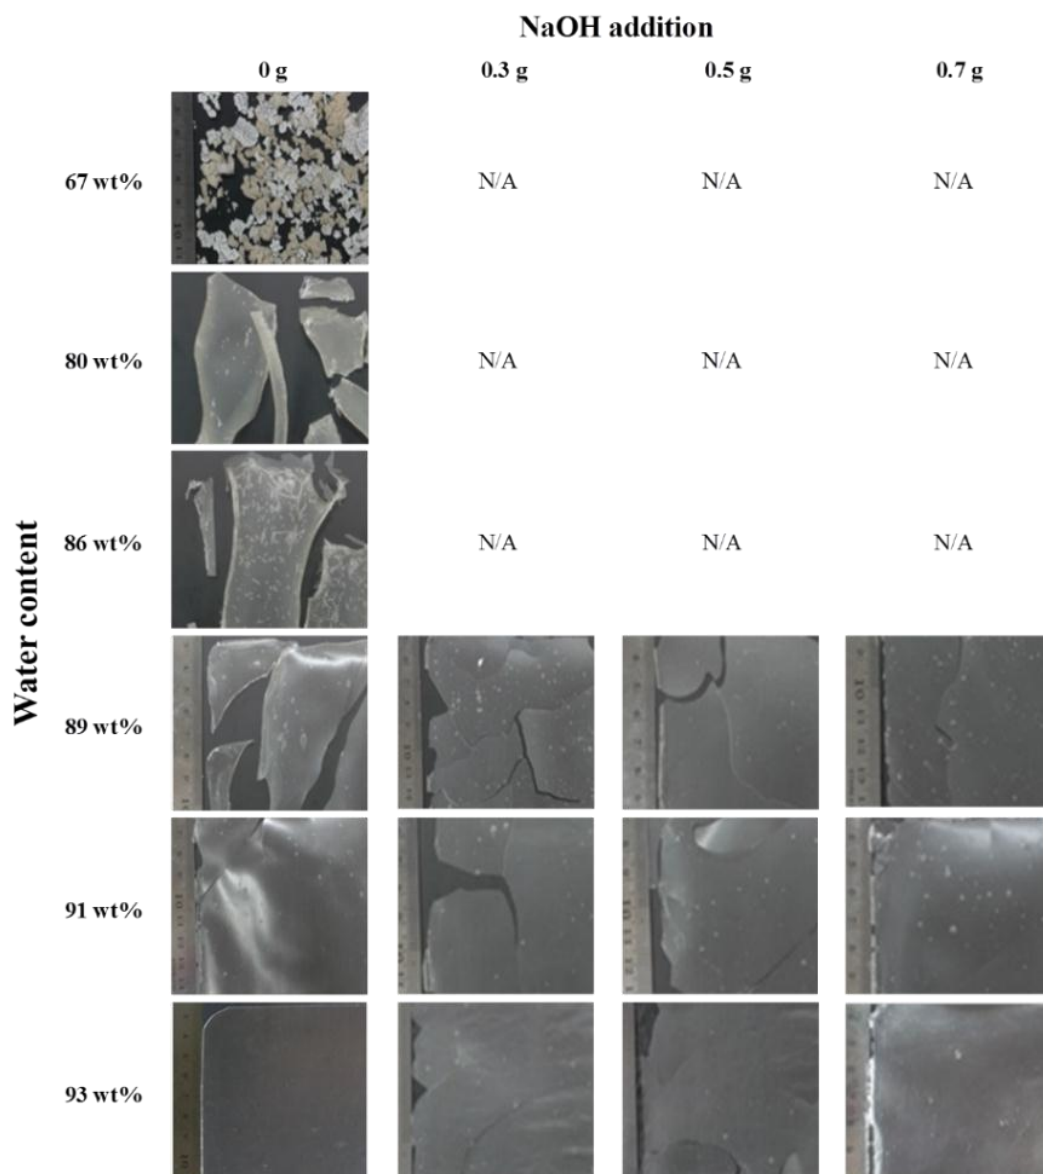 NaOH addition
0 g 0.3 g 0.5 g 0.7 g
67 wt% N/A N/A N/A
80 wt% N/A N/A N/A
86 wt% N/A N/A N/A
Water content
89 wt%
91 wt%
93 wt%